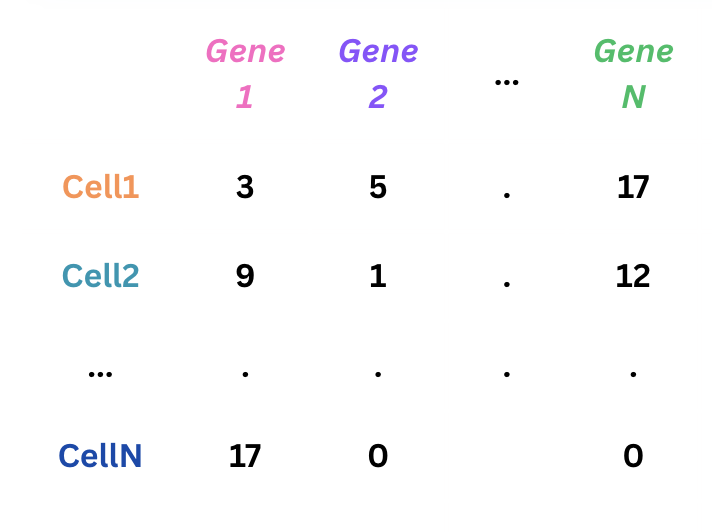 Gene Gene Gene
1 2 ... N
Cell1 3 5 . 17
Cell2 9 1 . 12
... . . . .
CellN 17 0 0